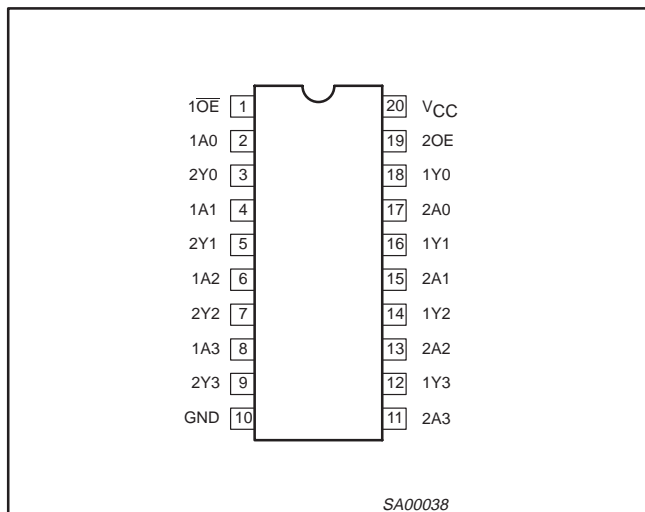 1O̅E̅ 1 20 VCC
1A0 2 19 2OE
2Y0 3 18 1Y0
1A1 4 17 2A0
2Y1 5 16 1Y1
1A2 6 15 2A1
2Y2 7 14 1Y2
1A3 8 13 2A2
2Y3 9 12 1Y3
GND 10 11 2A3
SA00038